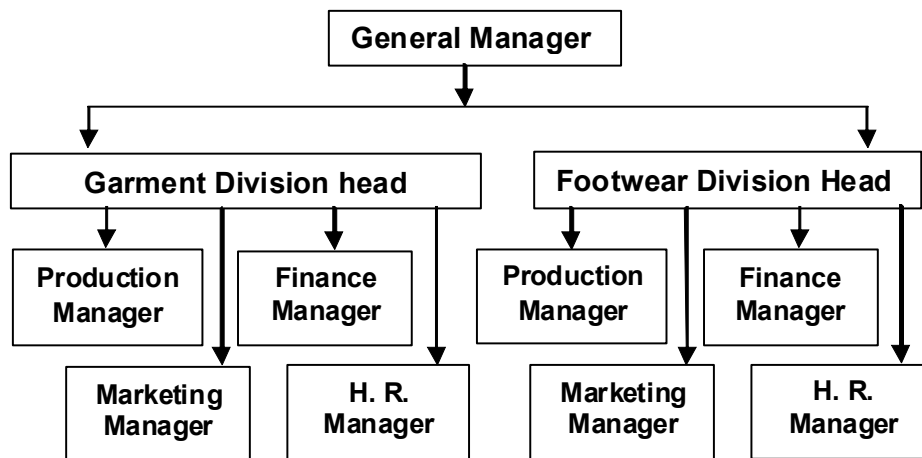 General Manager
Garment Division head
Footwear Division Head
Production
Manager
Finance
Manager
Production
Manager
Finance
Manager
Marketing
Manager
H. R.
Manager
Marketing
Manager
H. R.
Manager